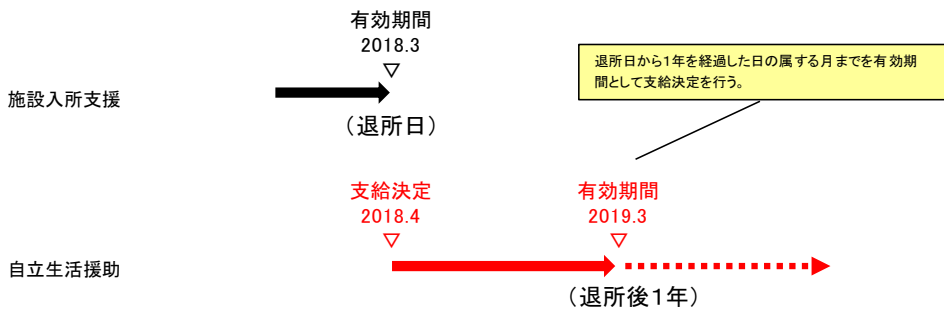 有効期間
2018.3
▽
退所日から1年を経過した日の属する月までを有効期
間として支給決定を行う。
施設入所支援
（退所日）
支給決定
2018.4
▽
有効期間
2019.3
▽
自立生活援助
（退所後１年）